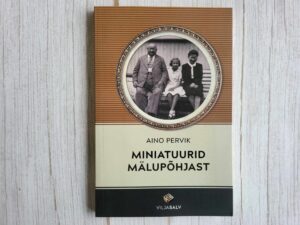 AINO PERVIK
MINIATUURID
MÄLUPÕHJAST
VILJASALV